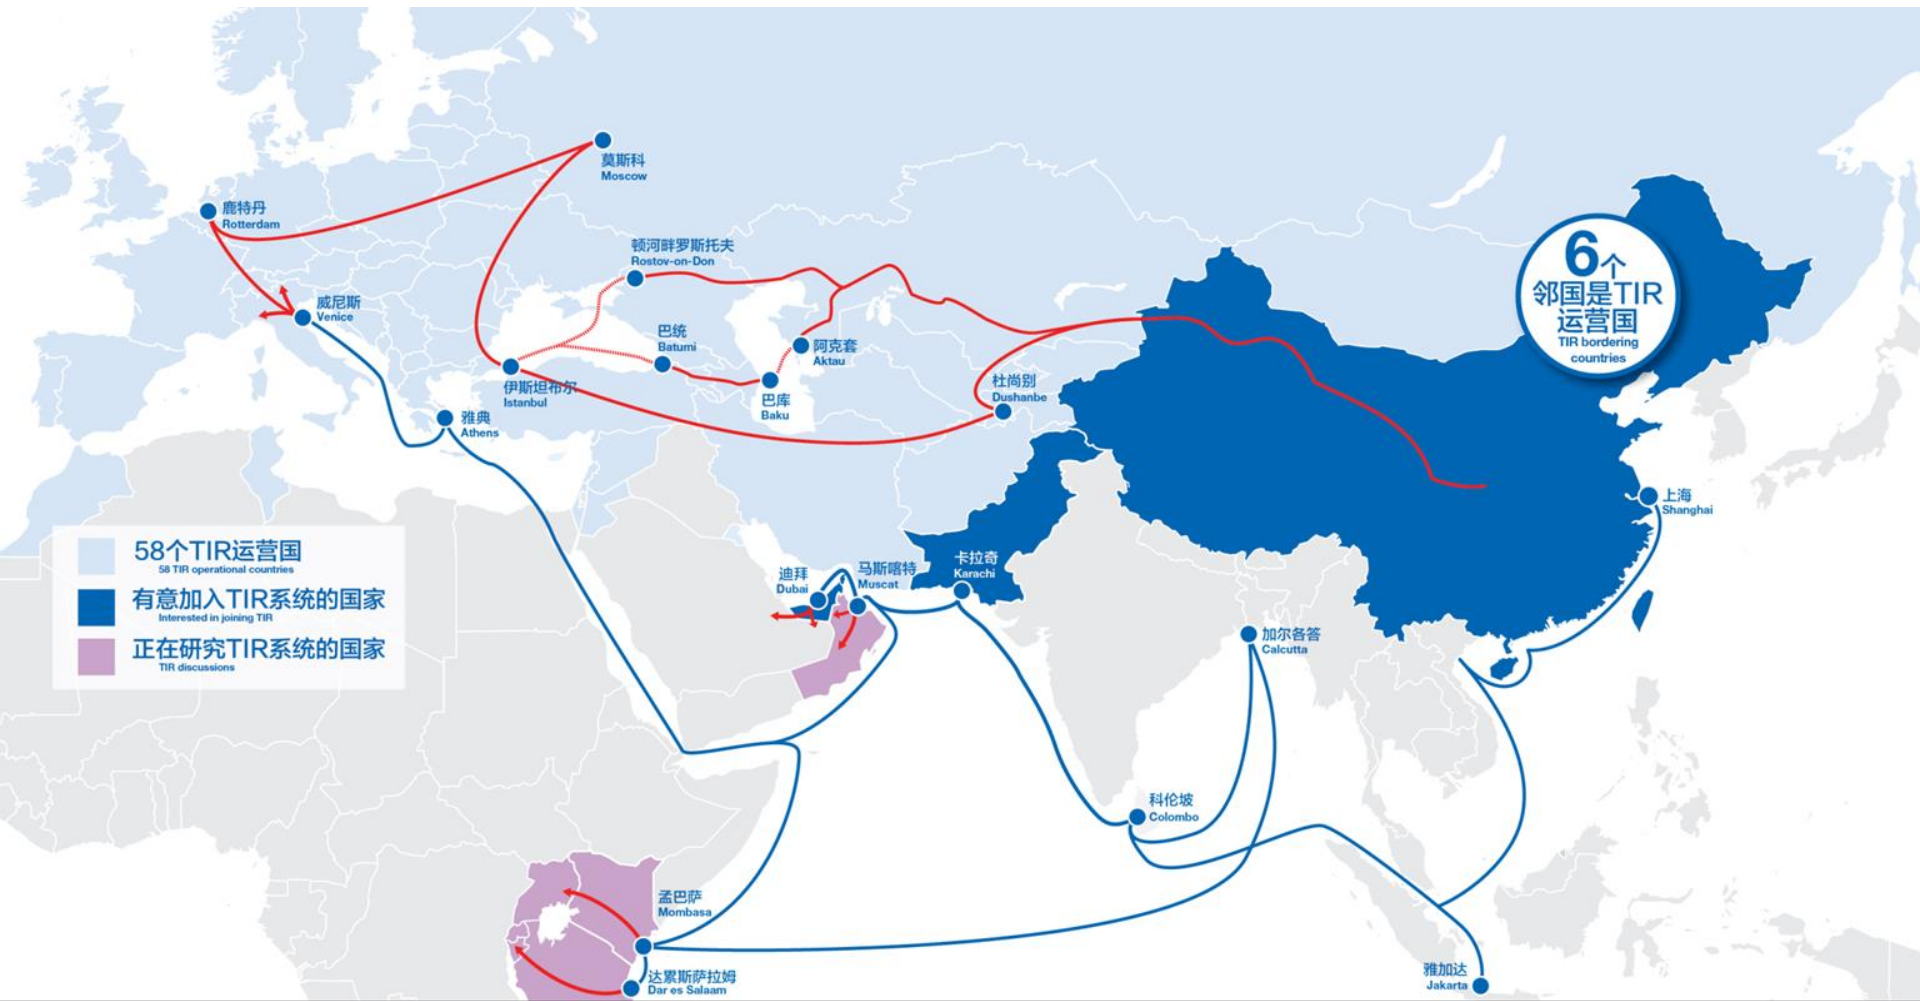 莫斯科
Moscow
鹿特丹
Rotterdam
顿河畔罗斯托夫
Rostov-on-Don
6个
邻国是TIR
运营国
TIR bordering
countries
威尼斯
Venice
巴统
Batumi
阿克套
Aktau
伊斯坦布尔
Istanbul
巴库
Baku
杜尚别
Dushanbe
雅典
Athens
上海
Shanghai
58个TIR运营国
58 TIR operational countries
有意加入TIR系统的国家
Interested in joining TIR
正在研究TIR系统的国家
TIR discussions
迪拜
Dubai
马斯喀特
Muscat
卡拉奇
Karachi
加尔各答
Calcutta
科伦坡
Colombo
孟巴萨
Mombasa
达累斯萨拉姆
Dar es Salaam
雅加达
Jakarta